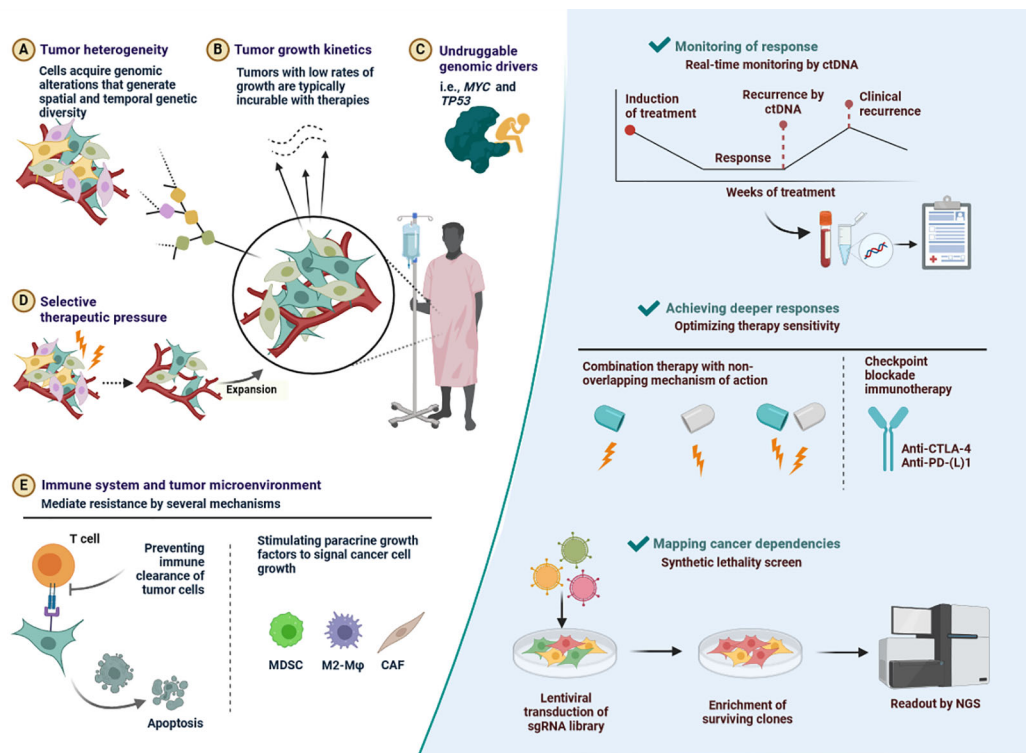 A Tumor heterogeneity
Cells acquire genomic
alterations that generate
spatial and temporal genetic
diversity
B Tumor growth kinetics
Tumors with low rates of
growth are typically
incurable with therapies
C Undruggable
genomic drivers
i.e., MYC and
TP53
D Selective
therapeutic pressure
Expansion
E Immune system and tumor microenvironment
Mediate resistance by several mechanisms
T cell
Preventing
immune
clearance of
tumor cells
Apoptosis
Stimulating paracrine growth
factors to signal cancer cell
growth
MDSC
M2-Mφ
CAF
Monitoring of response
Real-time monitoring by ctDNA
Induction
of treatment
Response
Recurrence by
ctDNA
Clinical
recurrence
Weeks of treatment
Achieving deeper responses
Optimizing therapy sensitivity
Combination therapy with non-
overlapping mechanism of action
Checkpoint
blockade
immunotherapy
Anti-CTLA-4
Anti-PD-(L)1
Mapping cancer dependencies
Synthetic lethality screen
Lentiviral
transduction of
sgRNA library
Enrichment of
surviving clones
Readout by NGS